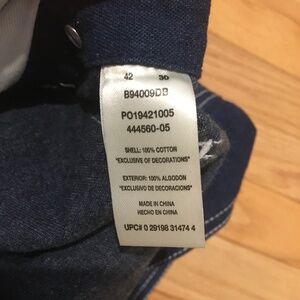 42 30
B94009DB
PO19421005
444560-05
SHELL: 100% COTTON
"EXCLUSIVE OF DECORATIONS"
EXTERIOR: 100% ALGODON
"EXCLUSIVO DE DECORACIONS"
MADE IN CHINA
HECHO EN CHINA
UPC# 0 29198 31474 4